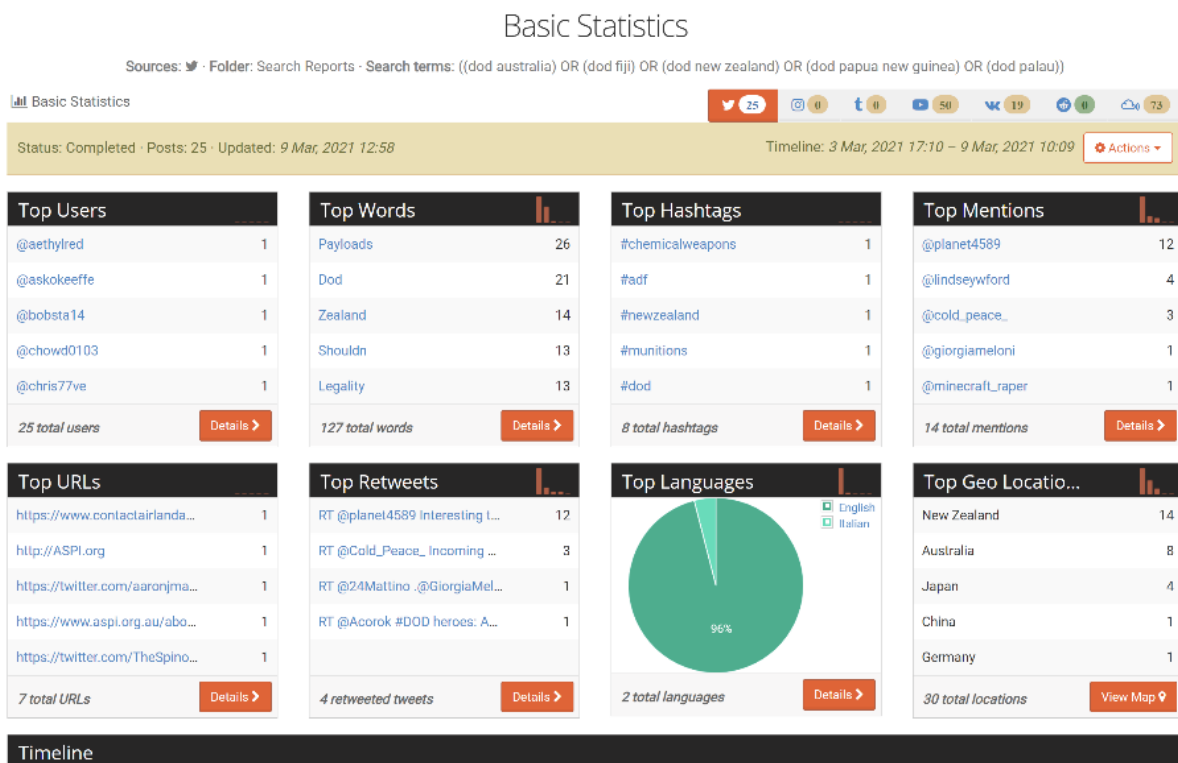 Basic Statistics
Sources: · Folder: Search Reports · Search terms: ((dod australia) OR (dod fiji) OR (dod new zealand) OR (dod papua new guinea) OR (dod palau))
Basic Statistics
25 0 t 0 50 19 0 73
Status: Completed · Posts: 25 · Updated: 9 Mar, 2021 12:58
Timeline: 3 Mar, 2021 17:10 – 9 Mar, 2021 10:09 Actions
Top Users
@aethylred 1
@askokeeffe 1
@bobsta14 1
@chowd0103 1
@chris77ve 1
25 total users Details
Top Words
Payloads 26
Dod 21
Zealand 14
Shouldn 13
Legality 13
127 total words Details
Top Hashtags
#chemicalweapons 1
#adf 1
#newzealand 1
#munitions 1
#dod 1
8 total hashtags Details
Top Mentions
@planet4589 12
@lindseywford 4
@cold_peace_ 3
@giorgiameloni 1
@minecraft_raper 1
14 total mentions Details
Top URLs
https://www.contactairlanda... 1
http://ASPI.org 1
https://twitter.com/aaronjma... 1
https://www.aspi.org.au/abo... 1
https://twitter.com/TheSpino... 1
7 total URLs Details
Top Retweets
RT @planet4589 Interesting t... 12
RT @Cold_Peace_ Incoming ... 3
RT @24Mattino .@GiorgiaMel... 1
RT @Acorok #DOD heroes: A... 1
4 retweeted tweets Details
Top Languages
English
Italian
96%
2 total languages Details
Top Geo Locatio...
New Zealand 14
Australia 8
Japan 4
China 1
Germany 1
30 total locations View Map
Timeline